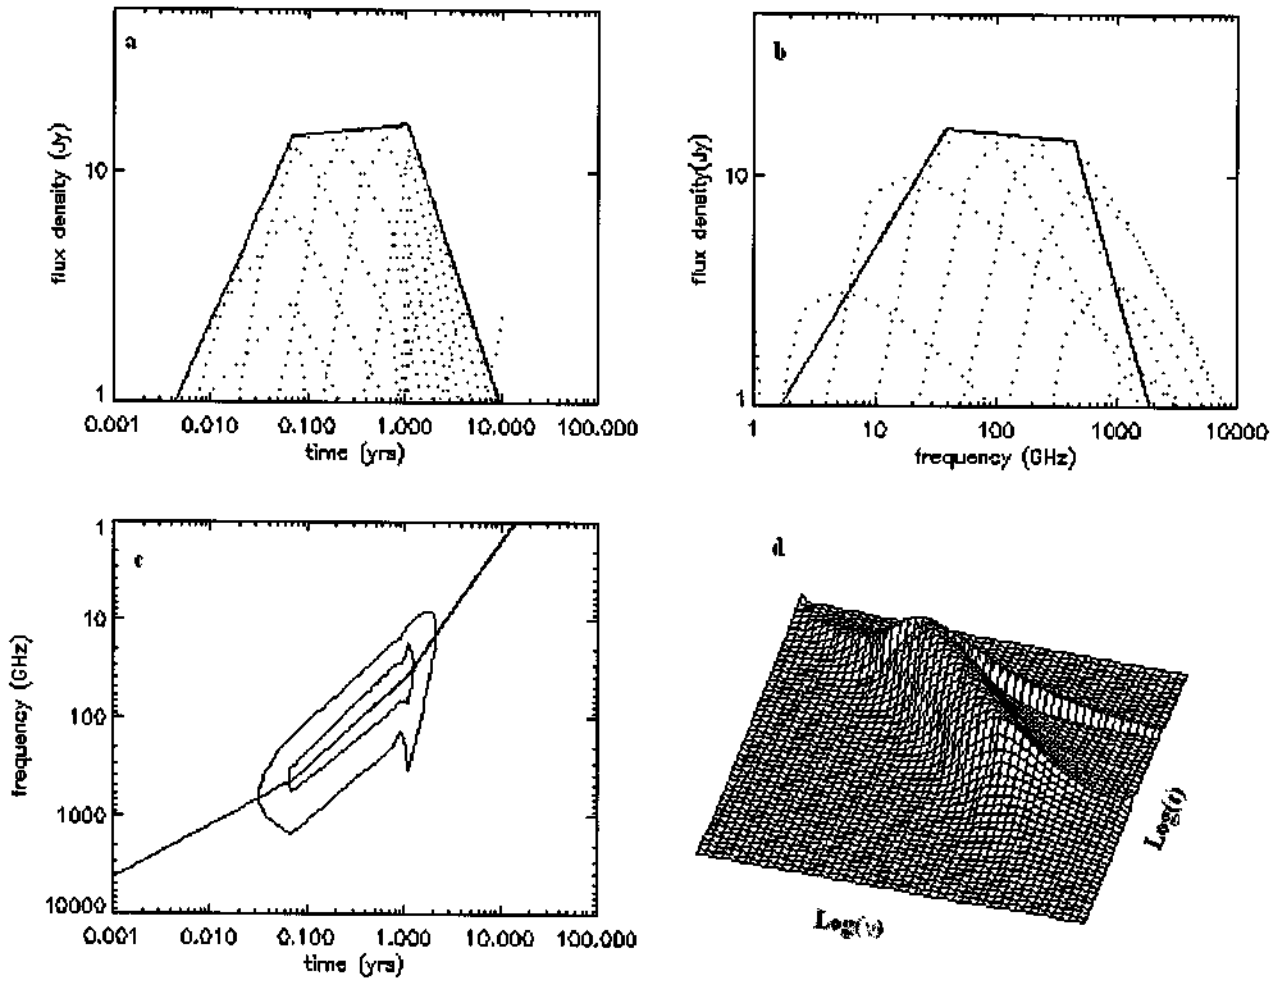 a
flux density (Jy)
10
1
0.001 0.010 0.100 1.000 10.000 100.000
time (yrs)
b
flux density(Jy)
10
1
1 10 100 1000 10000
frequency (GHz)
c
frequency (GHz)
1
10
100
1000
10000
0.001 0.010 0.100 1.000 10.000 100.000
time (yrs)
d
Log(t)
Log(ν)